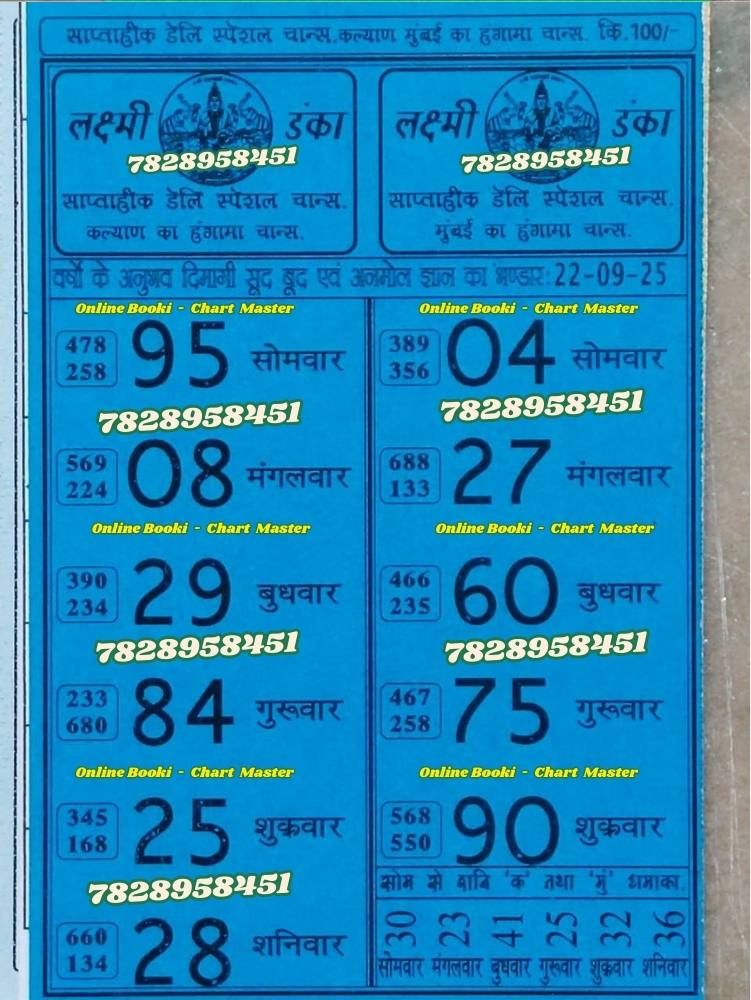 साप्ताहीक डेलि स्पेशल चान्स.कल्याण मुंबई का हुंगामा चान्स. कि.100/-
लक्ष्मी डंका
7828958451
साप्ताहीक डेलि स्पेशल चान्स.
कल्याण का हुंगामा चान्स.
लक्ष्मी डंका
7828958451
साप्ताहीक डेलि स्पेशल चान्स.
मुंबई का हुंगामा चान्स.
वर्षो के अनुभव दिमागी सूद बूद एवं अनमोल ज्ञान का भण्डार:22-09-25
Online Booki - Chart Master
478
258
95 सोमवार
7828958451
569
224
08 मंगलवार
Online Booki - Chart Master
390
234
29 बुधवार
7828958451
233
680
84 गुरूवार
Online Booki - Chart Master
345
168
25 शुक्रवार
7828958451
660
134
28 शनिवार
Online Booki - Chart Master
389
356
04 सोमवार
7828958451
688
133
27 मंगलवार
Online Booki - Chart Master
466
235
60 बुधवार
7828958451
467
258
75 गुरूवार
Online Booki - Chart Master
568
550
90 शुक्रवार
सोम से शनि 'क' तथा 'मुं' धमाका.
30 23 41 25 32 36
सोमवार मंगलवार बुधवार गुरूवार शुक्रवार शनिवार